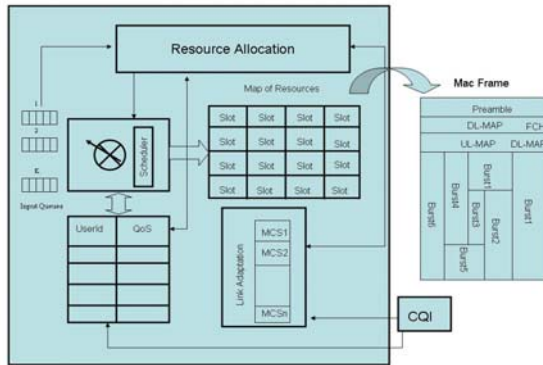 Resource Allocation
1
2
K
Input Queues
Scheduler
UserId QoS
Map of Resources
Slot Slot Slot Slot
Slot Slot Slot Slot
Slot Slot Slot Slot
Slot Slot Slot Slot
Link Adaptation
MCS1
MCS2
MCSn
CQI
Mac Frame
Preamble
DL-MAP FCH
UL-MAP DL-MAP
Burst6
Burst4
Burst5
Burst1
Burst3
Burst2
Burst1